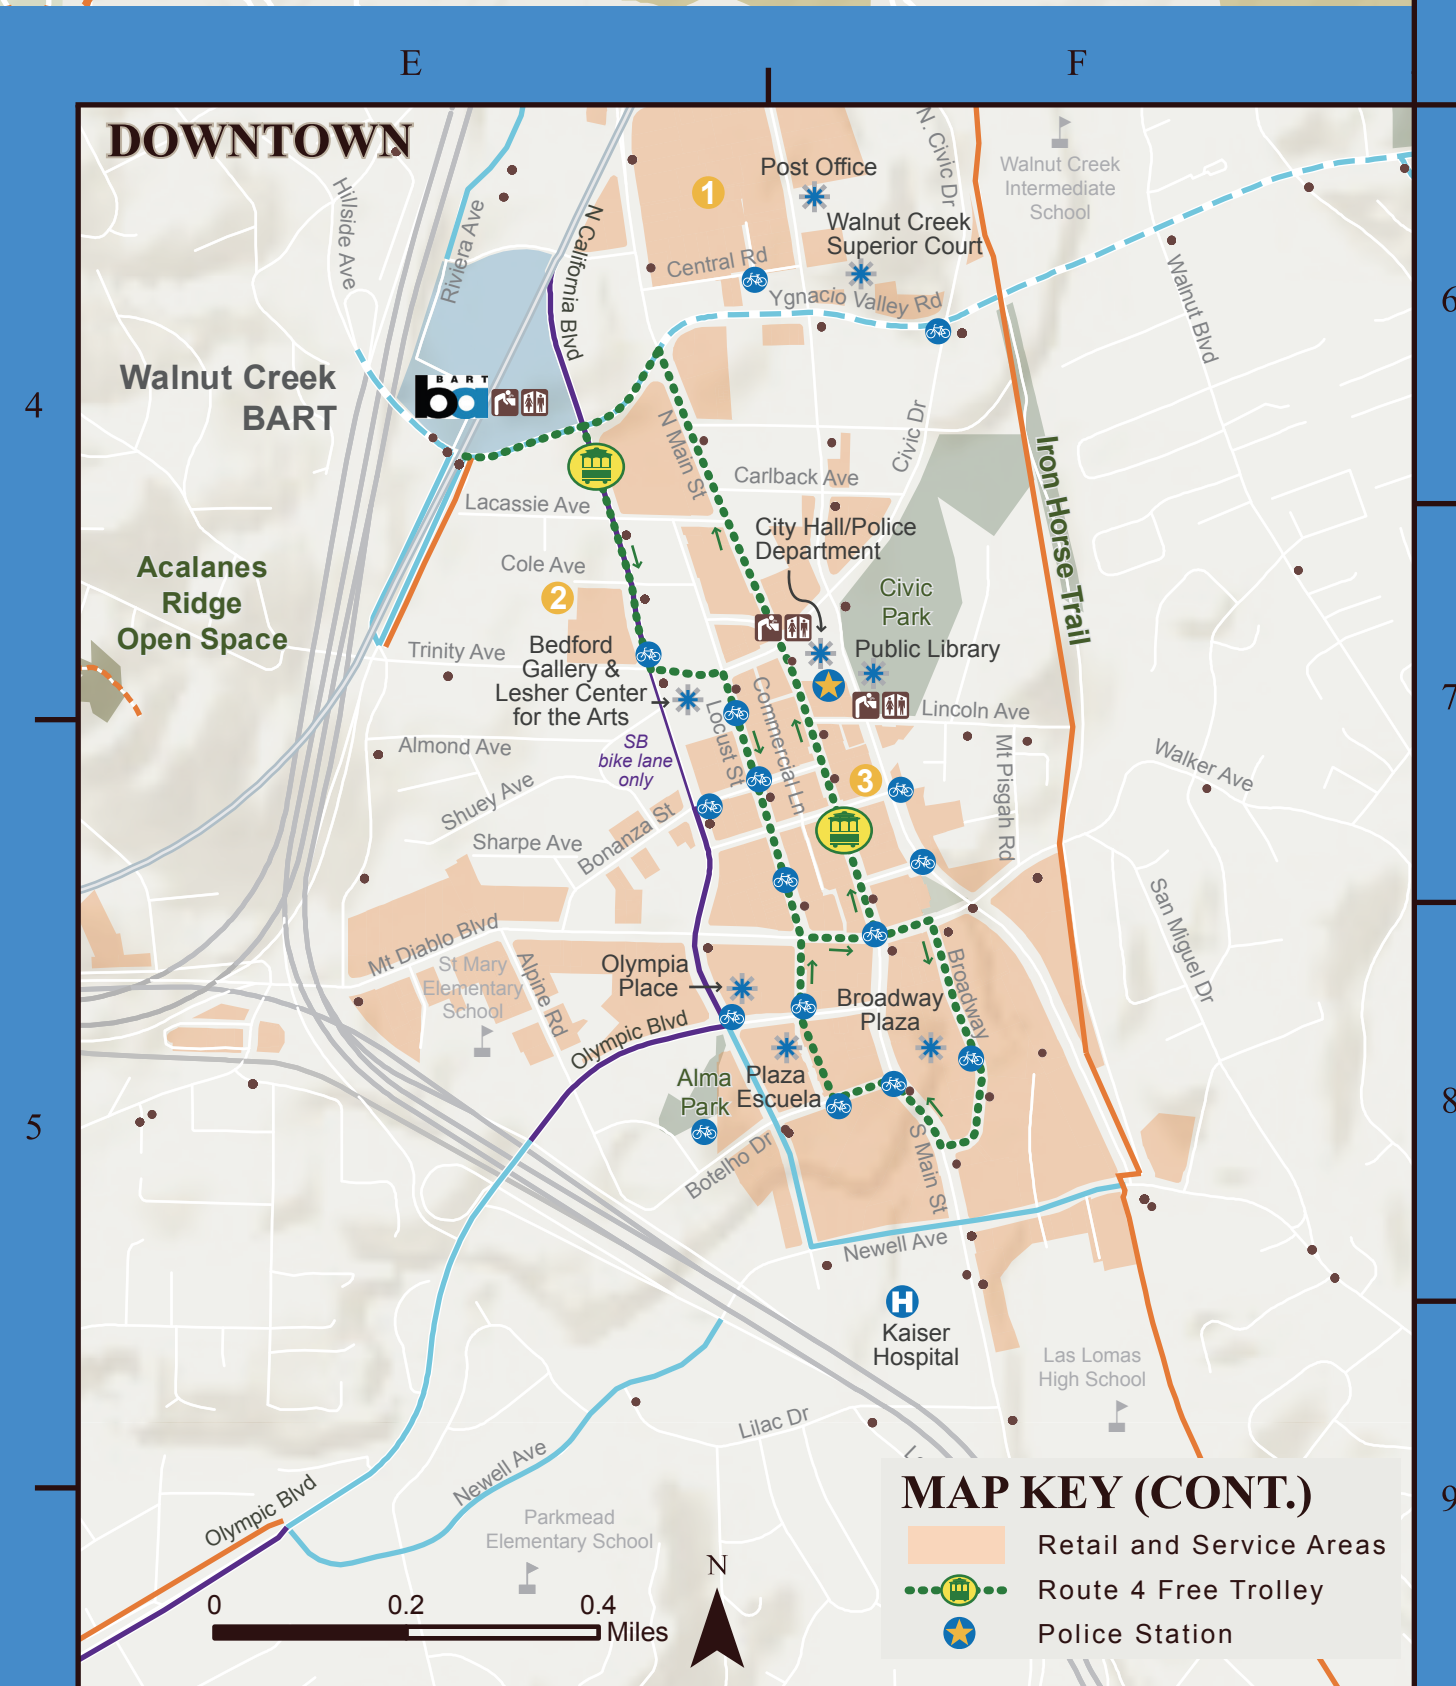 E
F
DOWNTOWN
Hillside Ave
Riviera Ave
N California Blvd
1
Post Office
N. Civic Dr
Walnut Creek
Intermediate
School
Walnut Creek
Superior Court
Central Rd
Ygnacio Valley Rd
Walnut Blvd
6
4
Walnut Creek
BART
BART
ba
N Main St
Civic Dr
Carlback Ave
Lacassie Ave
Iron Horse Trail
City Hall/Police
Department
Acalanes
Ridge
Open Space
Cole Ave
2
Civic
Park
Trinity Ave
Bedford
Gallery &
Lesher Center
for the Arts
Public Library
7
Lincoln Ave
Almond Ave
SB
bike lane
only
Locust St
Commercial Ln
3
Mt Pisgah Rd
Walker Ave
Shuey Ave
Sharpe Ave
Bonanza St
San Miguel Dr
Mt Diablo Blvd
St Mary
Elementary
School
Alpine Rd
Olympia
Place
Broadway
Plaza
Broadway
Olympic Blvd
Alma
Park
Plaza
Escuela
5
8
Botelho Dr
S Main St
Newell Ave
H
Kaiser
Hospital
Las Lomas
High School
Lilac Dr
Newell Ave
Olympic Blvd
Parkmead
Elementary School
9
MAP KEY (CONT.)
Retail and Service Areas
Route 4 Free Trolley
Police Station
N
0 0.2 0.4
Miles